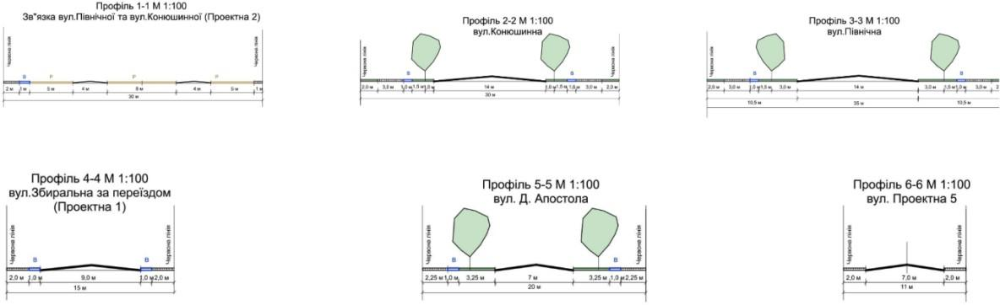 Профіль 1-1 М 1:100
Зв"язка вул.Північної та вул.Конюшинної (Проектна 2)
Червона лінія
Червона лінія
В Р Р Р
2 м 1 м 5 м 4 м 8 м 4 м 5 м 1 м
30 м
Профіль 2-2 М 1:100
вул.Конюшинна
Червона лінія
Червона лінія
В В
2,0 м 3,0 м 1,0 м 1,5 м 1,0 м 14 м 1,0 м 1,5 м 1,0 м 3,0 м 2,0 м
30 м
Профіль 3-3 М 1:100
вул.Північна
Червона лінія
Червона лінія
В В
2,0 м 3,0 м 1,0 м 1,5 м 3,0 м 14 м 3,0 м 1,5 м 1,0 м 3,0 м
10,5 м 35 м 10,5 м
Профіль 4-4 М 1:100
вул.Збиральна за переїздом
(Проектна 1)
Червона лінія
Червона лінія
В В
2,0 м 1,0 м 9,0 м 1,0 м 2,0 м
15 м
Профіль 5-5 М 1:100
вул. Д. Апостола
Червона лінія
Червона лінія
В В
2,25 м 1,0 м 3,25 м 7 м 3,25 м 1,0 м 2,25 м
20 м
Профіль 6-6 М 1:100
вул. Проектна 5
Червона лінія
Червона лінія
2,0 м 7,0 м 2,0 м
11 м